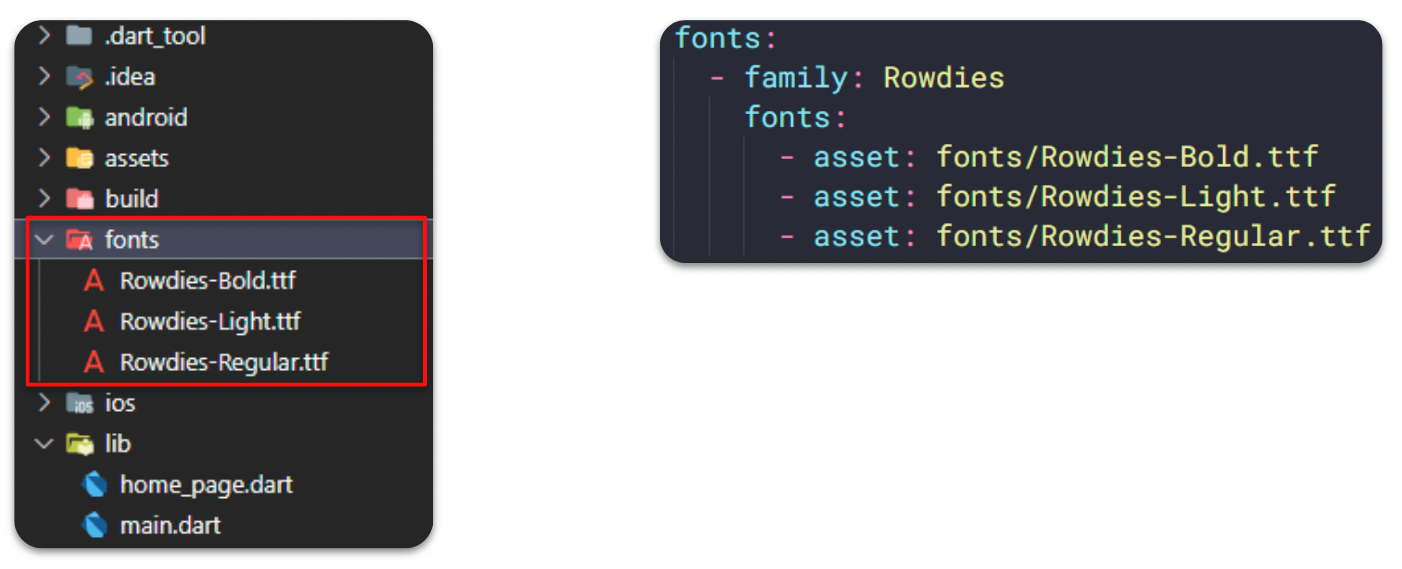 .dart_tool
.idea
android
assets
build
fonts
Rowdies-Bold.ttf
Rowdies-Light.ttf
Rowdies-Regular.ttf
ios
lib
home_page.dart
main.dart
fonts:
- family: Rowdies
fonts:
- asset: fonts/Rowdies-Bold.ttf
- asset: fonts/Rowdies-Light.ttf
- asset: fonts/Rowdies-Regular.ttf